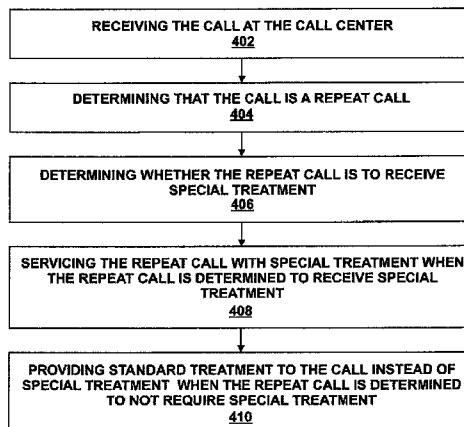 RECEIVING THE CALL AT THE CALL CENTER
402
DETERMINING THAT THE CALL IS A REPEAT CALL
404
DETERMINING WHETHER THE REPEAT CALL IS TO RECEIVE
SPECIAL TREATMENT
406
SERVICING THE REPEAT CALL WITH SPECIAL TREATMENT WHEN
THE REPEAT CALL IS DETERMINED TO RECEIVE SPECIAL
TREATMENT
408
PROVIDING STANDARD TREATMENT TO THE CALL INSTEAD OF
SPECIAL TREATMENT WHEN THE REPEAT CALL IS DETERMINED
TO NOT REQUIRE SPECIAL TREATMENT
410